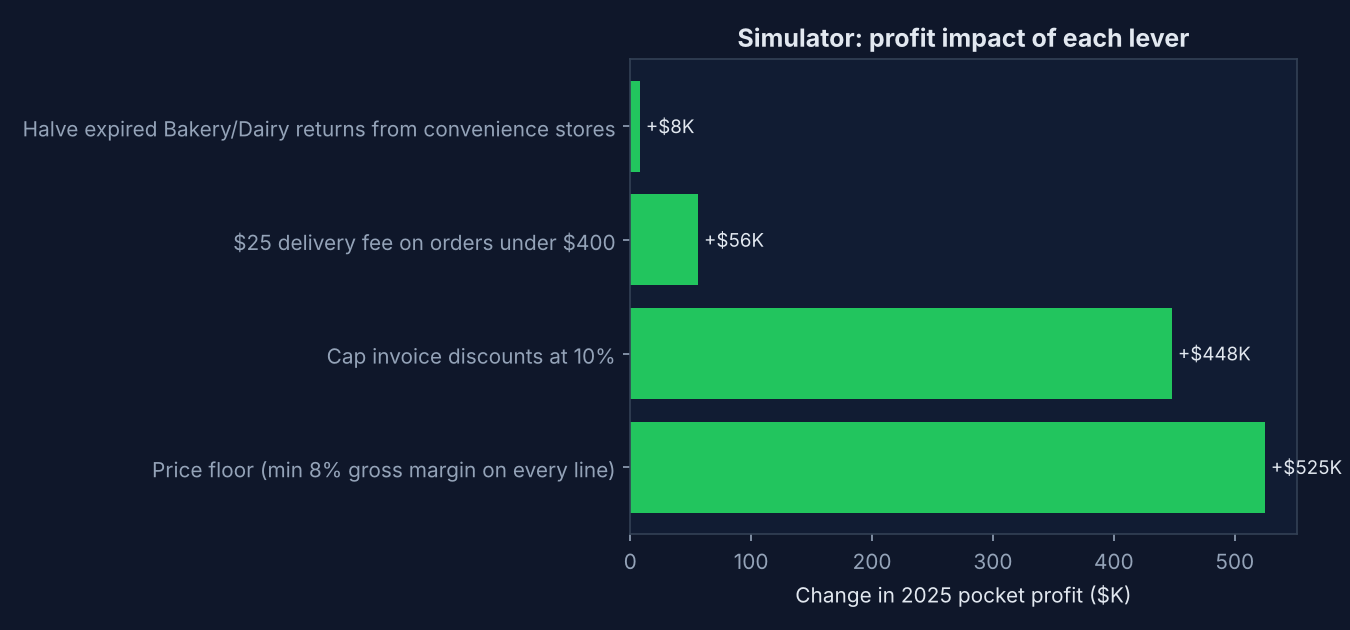 Simulator: profit impact of each lever
Halve expired Bakery/Dairy returns from convenience stores
+$8K
$25 delivery fee on orders under $400
+$56K
Cap invoice discounts at 10%
+$448K
Price floor (min 8% gross margin on every line)
+$525K
0 100 200 300 400 500
Change in 2025 pocket profit ($K)